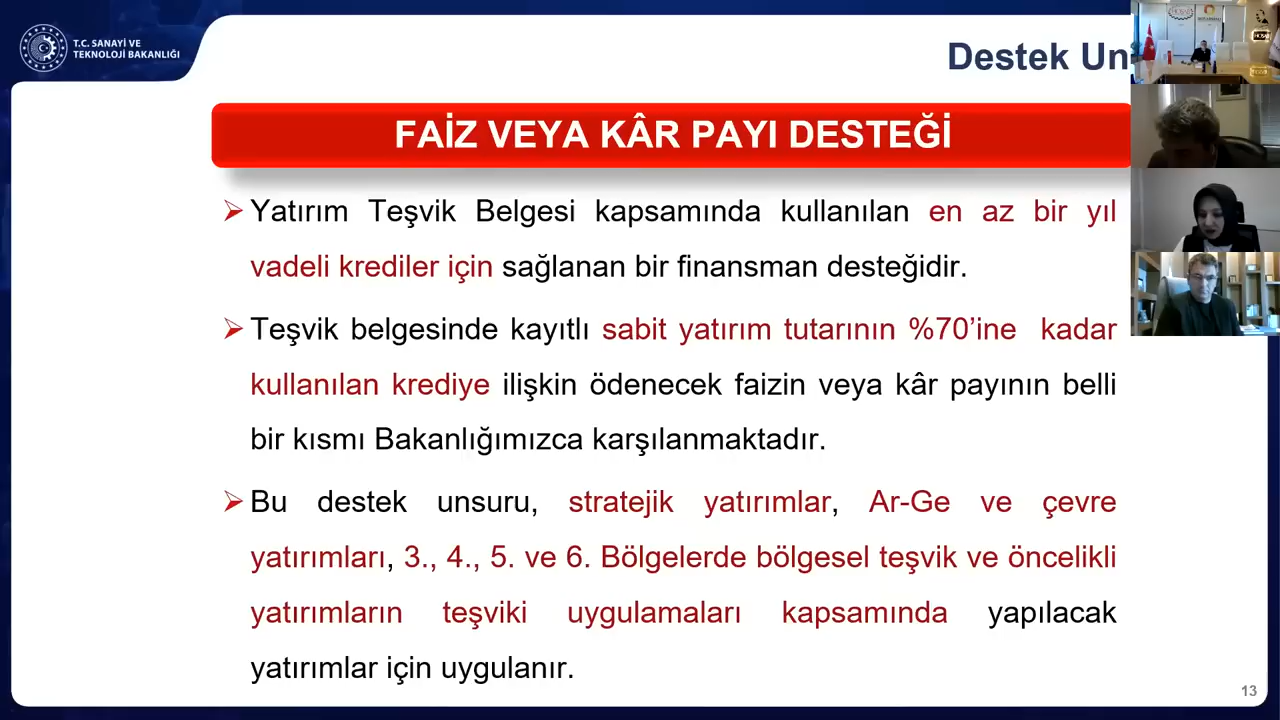 T.C. SANAYİ VE
TEKNOLOJİ BAKANLIĞI
Destek
FAİZ VEYA KÂR PAYI DESTEĞİ
Yatırım Teşvik Belgesi kapsamında kullanılan en az bir yıl
vadeli krediler için sağlanan bir finansman desteğidir.
Teşvik belgesinde kayıtlı sabit yatırım tutarının %70’ine kadar
kullanılan krediye ilişkin ödenecek faizin veya kâr payının belli
bir kısmı Bakanlığımızca karşılanmaktadır.
Bu destek unsuru, stratejik yatırımlar, Ar-Ge ve çevre
yatırımları, 3., 4., 5. ve 6. Bölgelerde bölgesel teşvik ve öncelikli
yatırımların teşviki uygulamaları kapsamında yapılacak
yatırımlar için uygulanır.
13